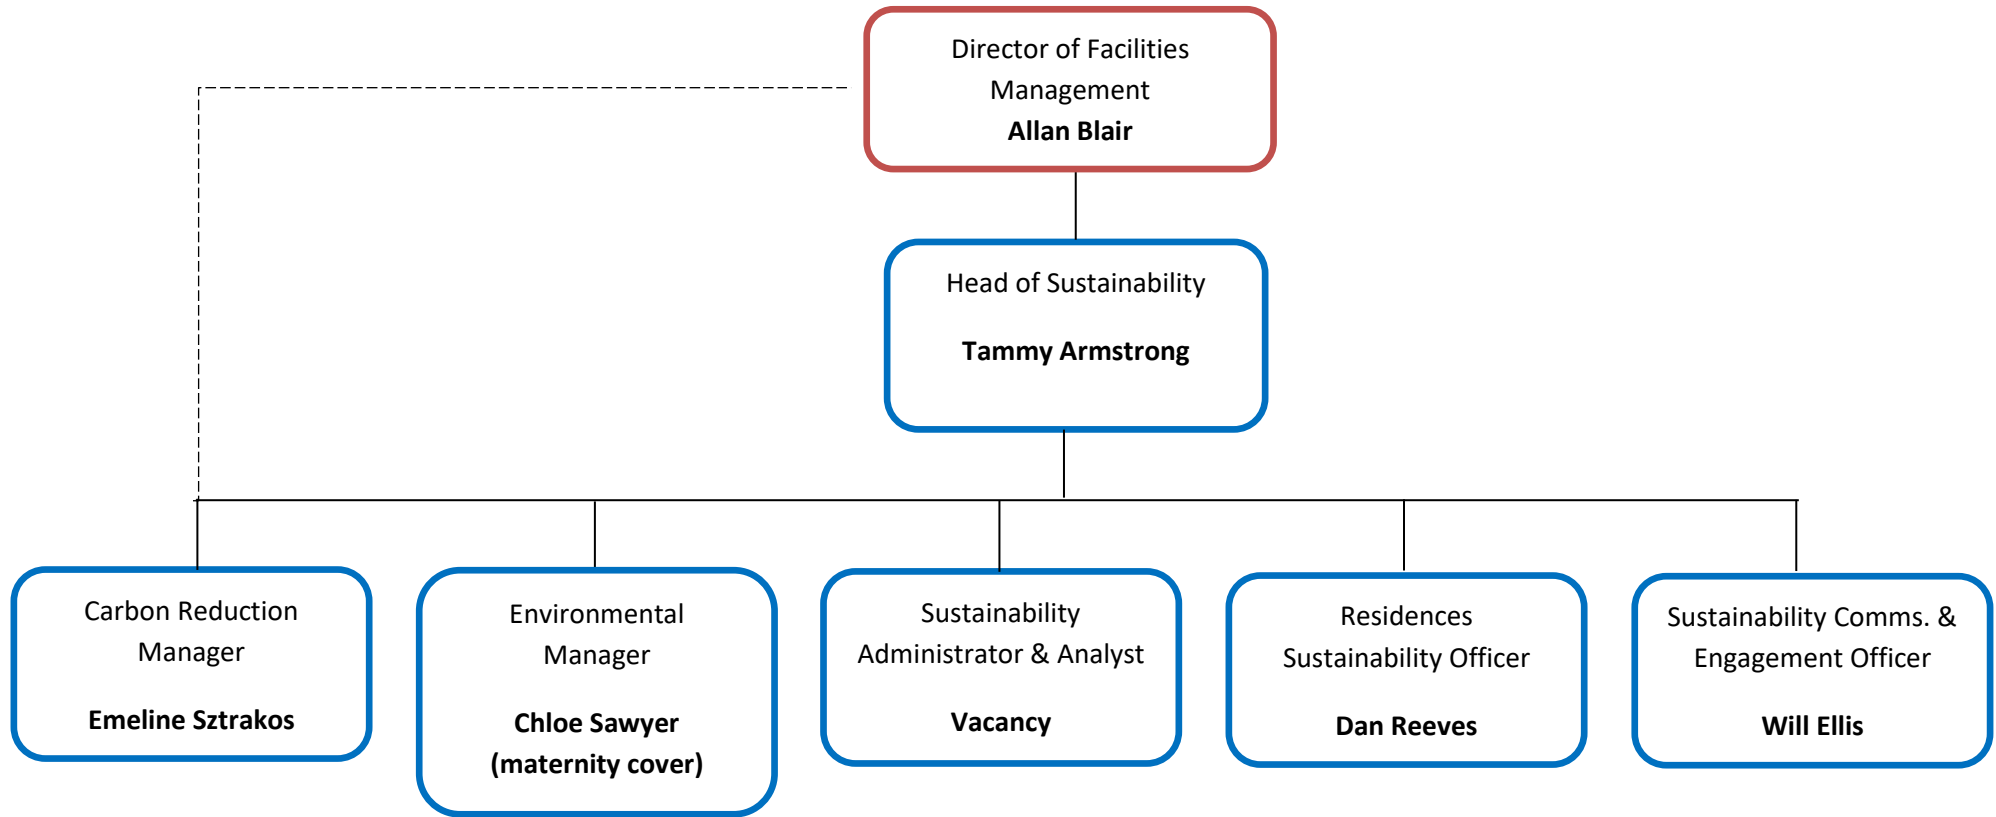 Director of Facilities
Management
Allan Blair
Head of Sustainability
Tammy Armstrong
Carbon Reduction
Manager
Emeline Sztrakos
Environmental
Manager
Chloe Sawyer
(maternity cover)
Sustainability
Administrator & Analyst
Vacancy
Residences
Sustainability Officer
Dan Reeves
Sustainability Comms. &
Engagement Officer
Will Ellis